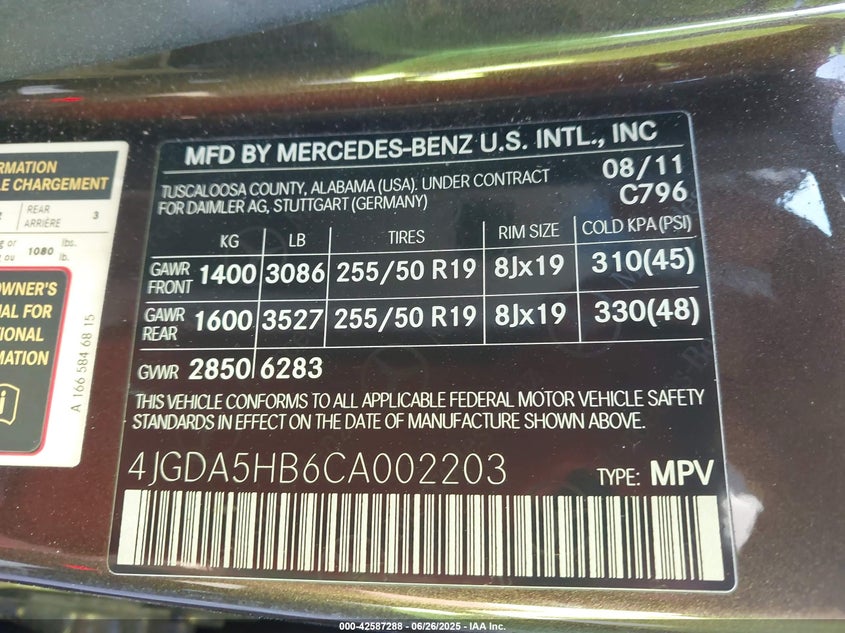 RMATION
LE CHARGEMENT
REAR 3
ARRIÈRE
g or 1080 lbs.
ou lb.
OWNER'S
AL FOR
TIONAL
RMATION
A 166 584 68 15
MFD BY MERCEDES-BENZ U.S. INTL., INC
TUSCALOOSA COUNTY, ALABAMA (USA). UNDER CONTRACT 08/11
FOR DAIMLER AG, STUTTGART (GERMANY) C796
KG LB TIRES RIM SIZE COLD KPA (PSI)
GAWR FRONT 1400 3086 255/50 R19 8Jx19 310(45)
GAWR REAR 1600 3527 255/50 R19 8Jx19 330(48)
GVWR 2850 6283
THIS VEHICLE CONFORMS TO ALL APPLICABLE FEDERAL MOTOR VEHICLE SAFETY
STANDARDS IN EFFECT ON THE DATE OF MANUFACTURE SHOWN ABOVE.
4JGDA5HB6CA002203 TYPE: MPV
000-42587288 - 06/26/2025 - IAA Inc.